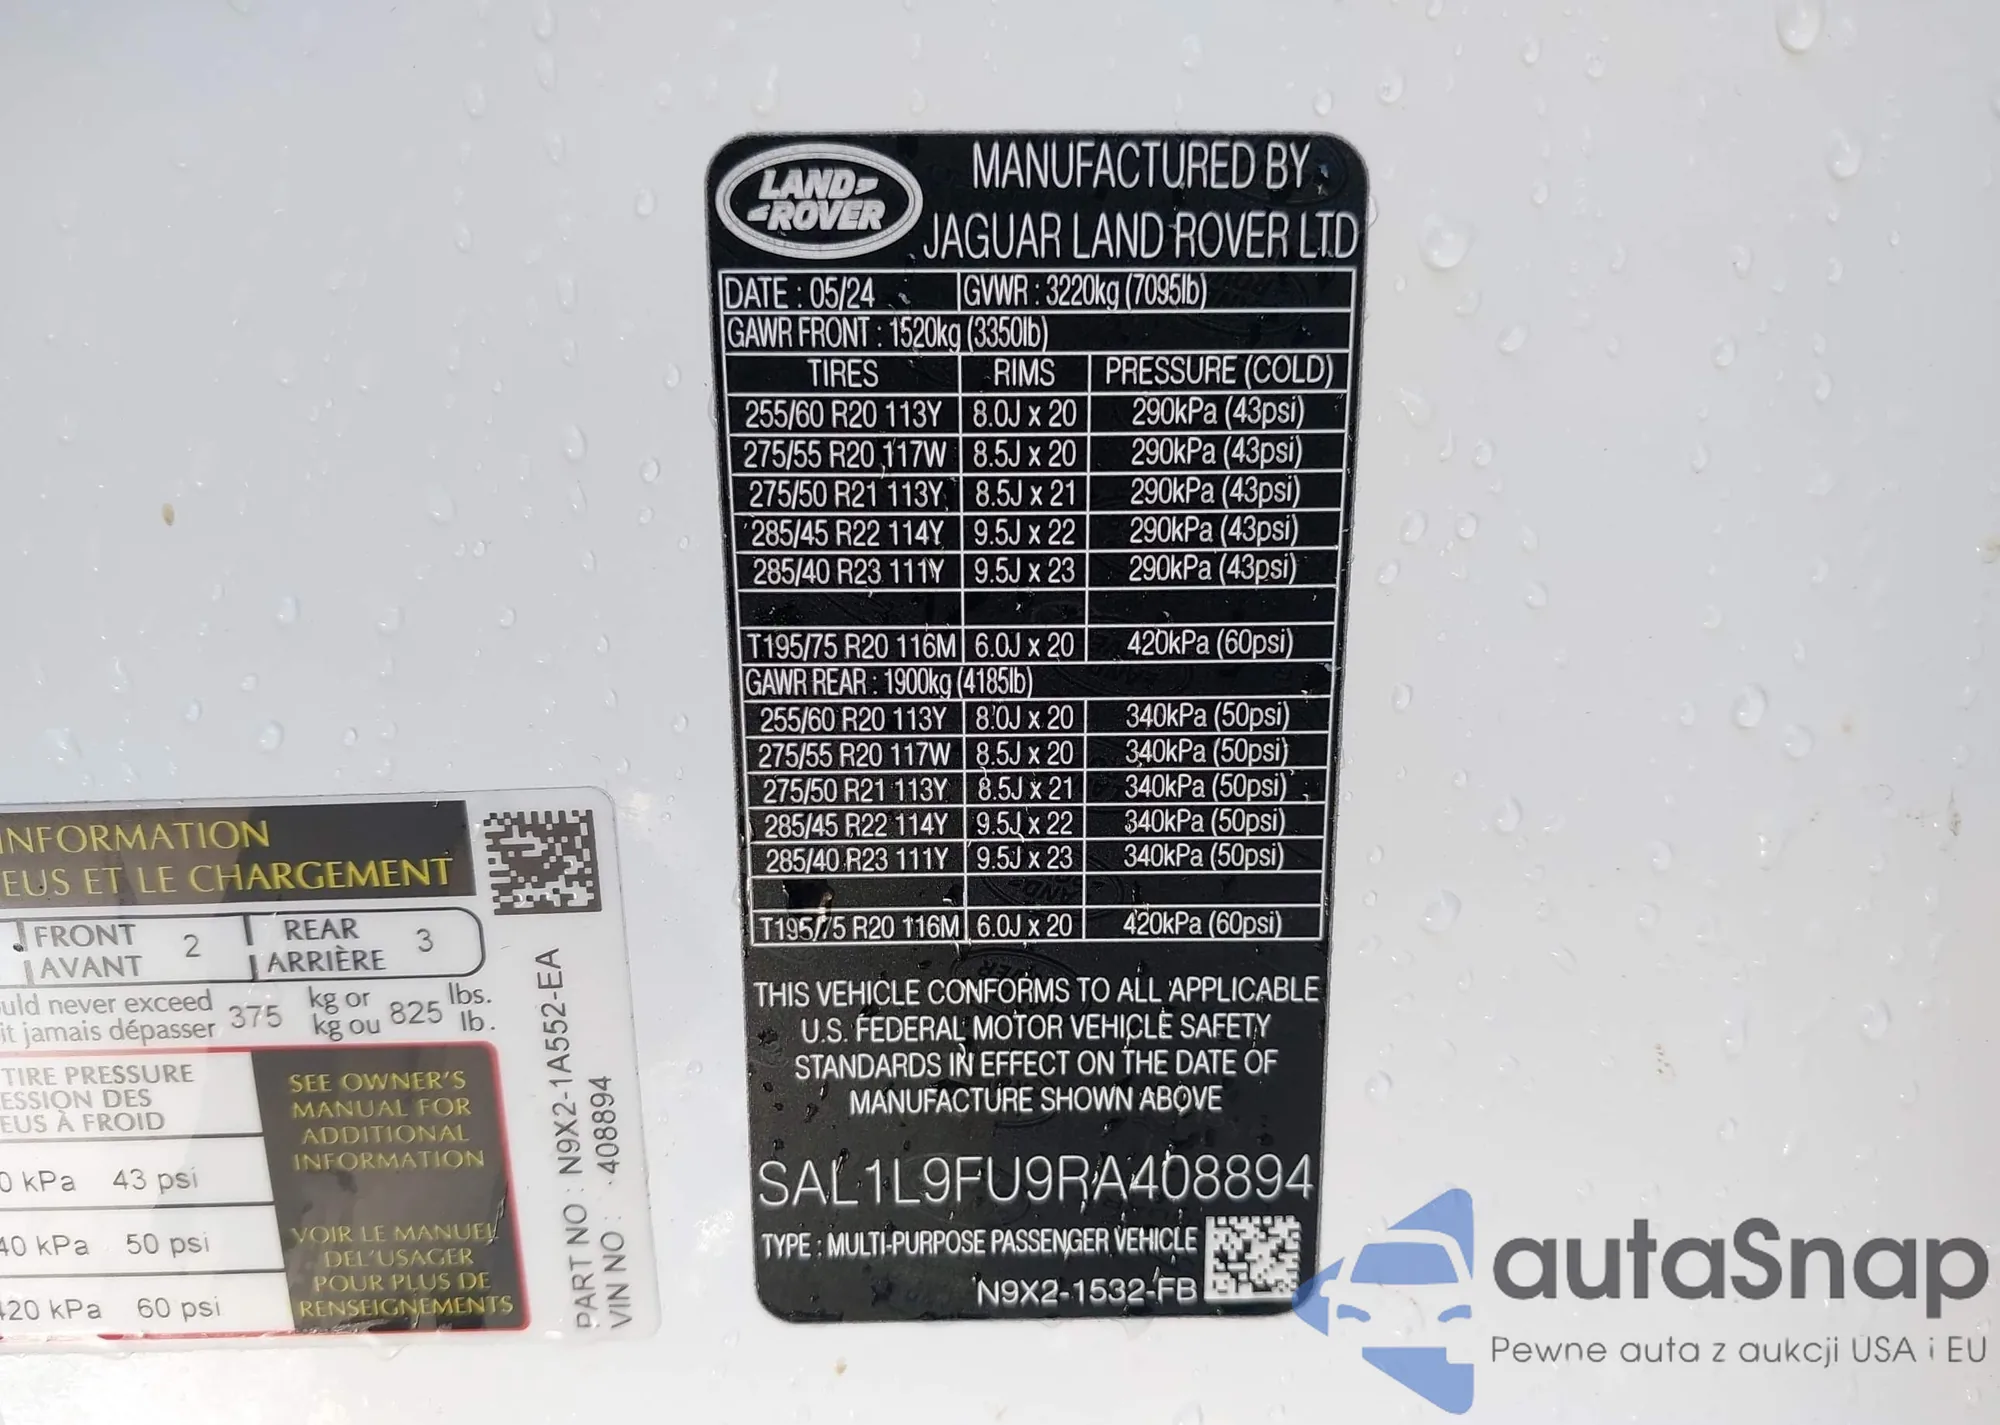 LAND-
-ROVER
MANUFACTURED BY
JAGUAR LAND ROVER LTD
DATE : 05/24 GVWR : 3220kg (7095lb)
GAWR FRONT : 1520kg (3350lb)
TIRES RIMS PRESSURE (COLD)
255/60 R20 113Y 8.0J x 20 290kPa (43psi)
275/55 R20 117W 8.5J x 20 290kPa (43psi)
275/50 R21 113Y 8.5J x 21 290kPa (43psi)
285/45 R22 114Y 9.5J x 22 290kPa (43psi)
285/40 R23 111Y 9.5J x 23 290kPa (43psi)
T195/75 R20 116M 6.0J x 20 420kPa (60psi)
GAWR REAR : 1900kg (4185lb)
255/60 R20 113Y 8.0J x 20 340kPa (50psi)
275/55 R20 117W 8.5J x 20 340kPa (50psi)
275/50 R21 113Y 8.5J x 21 340kPa (50psi)
285/45 R22 114Y 9.5J x 22 340kPa (50psi)
285/40 R23 111Y 9.5J x 23 340kPa (50psi)
T195/75 R20 116M 6.0J x 20 420kPa (60psi)
THIS VEHICLE CONFORMS TO ALL APPLICABLE
U.S. FEDERAL MOTOR VEHICLE SAFETY
STANDARDS IN EFFECT ON THE DATE OF
MANUFACTURE SHOWN ABOVE
SAL1L9FU9RA408894
TYPE : MULTI-PURPOSE PASSENGER VEHICLE
N9X2-1532-FB
INFORMATION
EUS ET LE CHARGEMENT
FRONT 2 REAR 3
AVANT ARRIÈRE
uld never exceed 375 kg or 825 lbs.
it jamais dépasser kg ou lb.
TIRE PRESSURE
ESSION DES
EUS À FROID
0 kPa 43 psi
40 kPa 50 psi
420 kPa 60 psi
SEE OWNER'S
MANUAL FOR
ADDITIONAL
INFORMATION
VOIR LE MANUEL
DEL'USAGER
POUR PLUS DE
RENSEIGNEMENTS
PART NO : N9X2-1A552-EA
VIN NO : 408894
autaSnap
Pewne auta z aukcji USA i EU